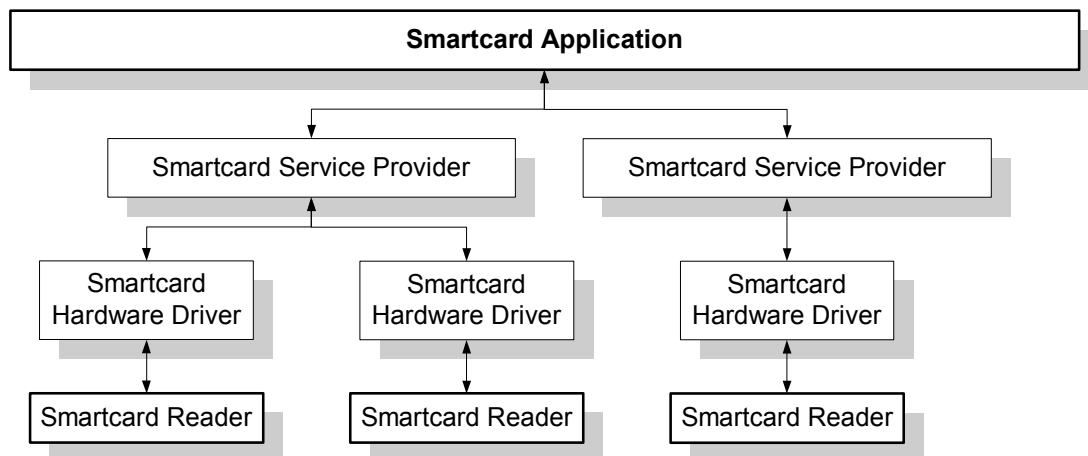 Smartcard Application
Smartcard Service Provider
Smartcard Service Provider
Smartcard
Hardware Driver
Smartcard
Hardware Driver
Smartcard
Hardware Driver
Smartcard Reader
Smartcard Reader
Smartcard Reader